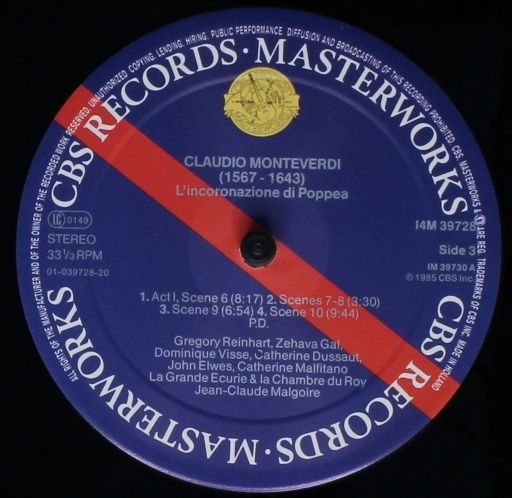 ALL RIGHTS OF THE MANUFACTURER AND OF THE OWNER OF THE RECORDED WORK RESERVED. UNAUTHORIZED COPYING, LENDING, HIRING, PUBLIC PERFORMANCE, DIFFUSION AND BROADCASTING OF THIS RECORDING PROHIBITED. CBS, MASTERWORKS & ARE REG. TRADEMARKS OF CBS INC. MADE IN HOLLAND
CBS RECORDS · MASTERWORKS
CLAUDIO MONTEVERDI
(1567 - 1643)
L'incoronazione di Poppea
IC 0149
STEREO
33 1/3 RPM
01-039728-20
I4M 39728
Side 3
IM 39730 A
℗ 1985 CBS Inc.
1. Act I, Scene 6 (8:17) 2. Scenes 7-8 (3:30)
3. Scene 9 (6:54) 4. Scene 10 (9:44)
P.D.
Gregory Reinhart, Zehava Gal,
Dominique Visse, Catherine Dussaut,
John Elwes, Catherine Malfitano
La Grande Ecurie & la Chambre du Roy
Jean-Claude Malgoire
CBS RECORDS · MASTERWORKS